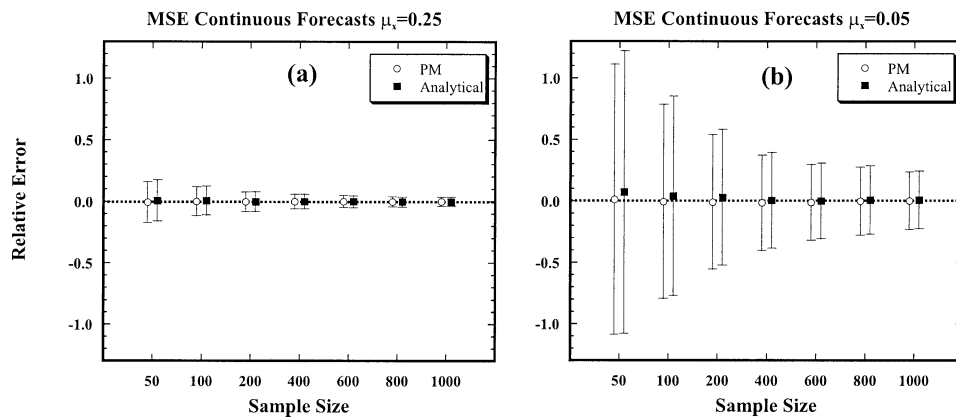 MSE Continuous Forecasts μx=0.25
MSE Continuous Forecasts μx=0.05
Relative Error
1.0
0.5
0.0
-0.5
-1.0
(a)
PM
Analytical
50 100 200 400 600 800 1000
Sample Size
1.0
0.5
0.0
-0.5
-1.0
(b)
PM
Analytical
50 100 200 400 600 800 1000
Sample Size